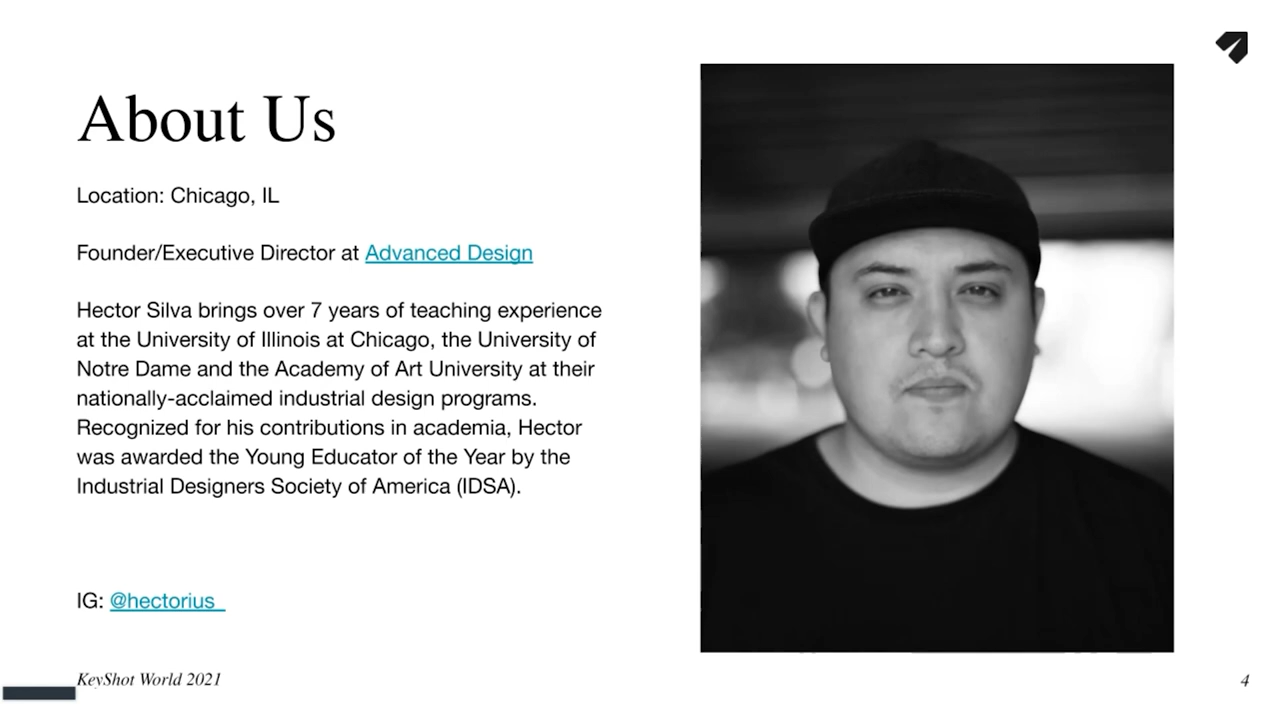 About Us
Location: Chicago, IL
Founder/Executive Director at Advanced Design
Hector Silva brings over 7 years of teaching experience
at the University of Illinois at Chicago, the University of
Notre Dame and the Academy of Art University at their
nationally-acclaimed industrial design programs.
Recognized for his contributions in academia, Hector
was awarded the Young Educator of the Year by the
Industrial Designers Society of America (IDSA).
IG: @hectorius_
KeyShot World 2021
4